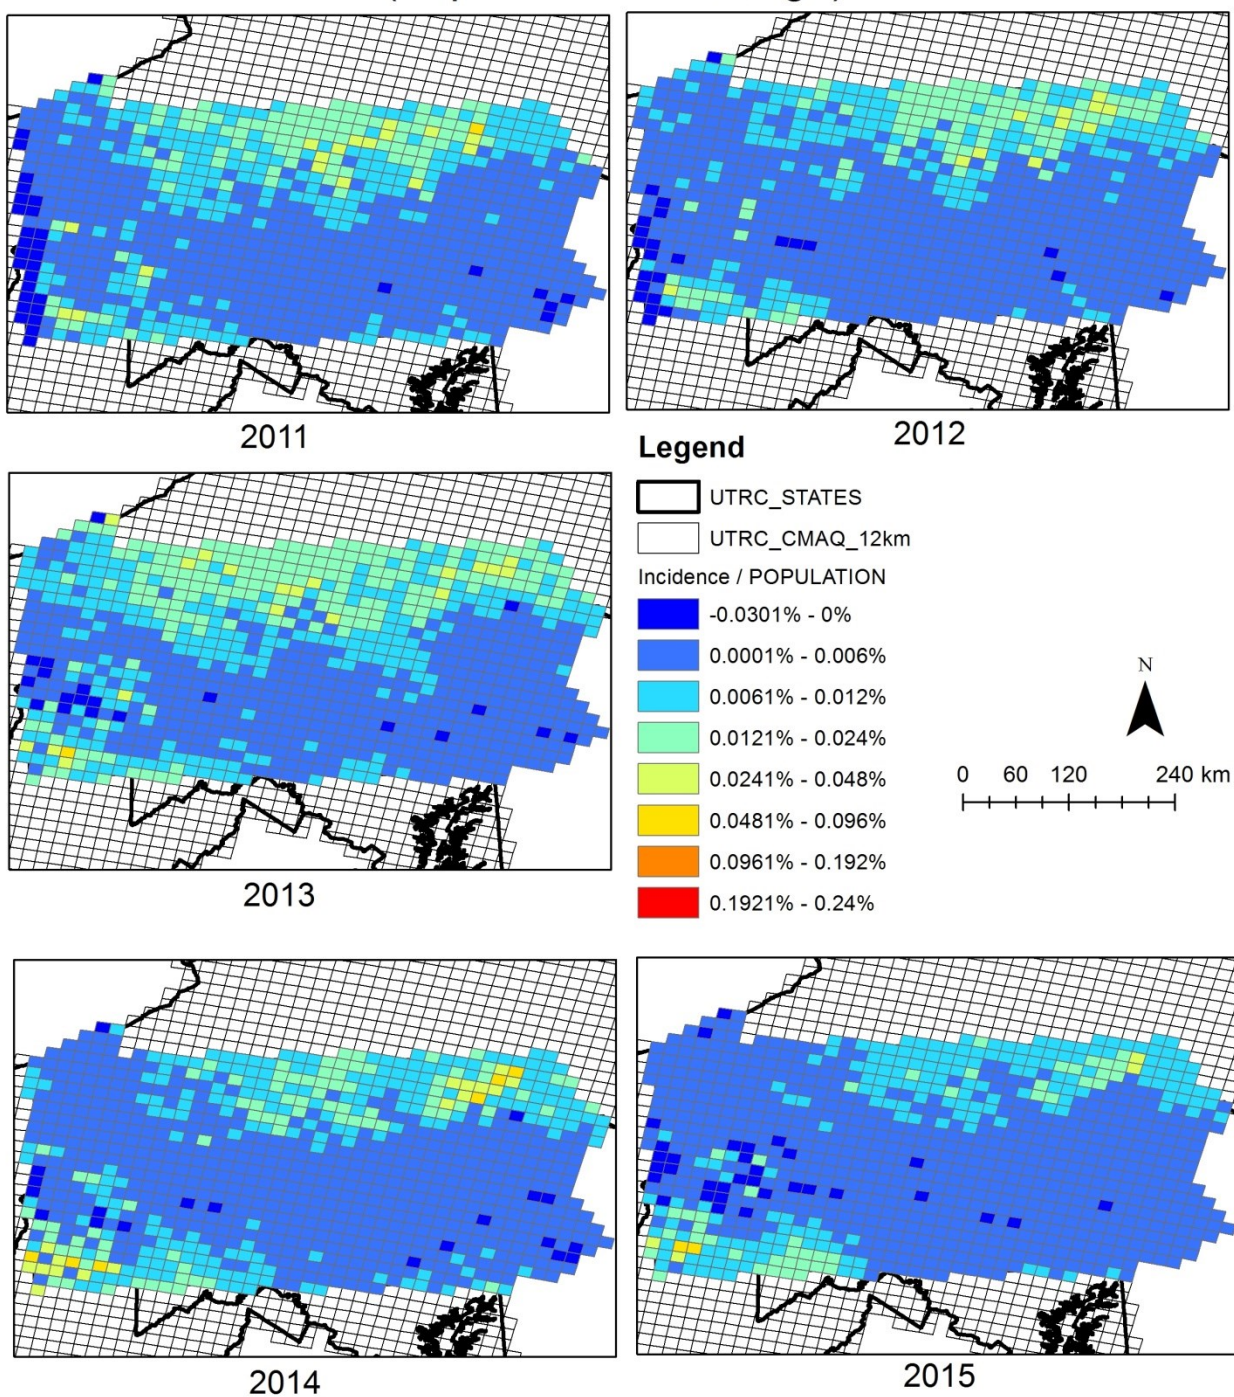 2011
2012
Legend
UTRC_STATES
UTRC_CMAQ_12km
Incidence / POPULATION
-0.0301% - 0%
0.0001% - 0.006%
0.0061% - 0.012%
0.0121% - 0.024%
0.0241% - 0.048%
0.0481% - 0.096%
0.0961% - 0.192%
0.1921% - 0.24%
N
0 60 120 240 km
2013
2014
2015